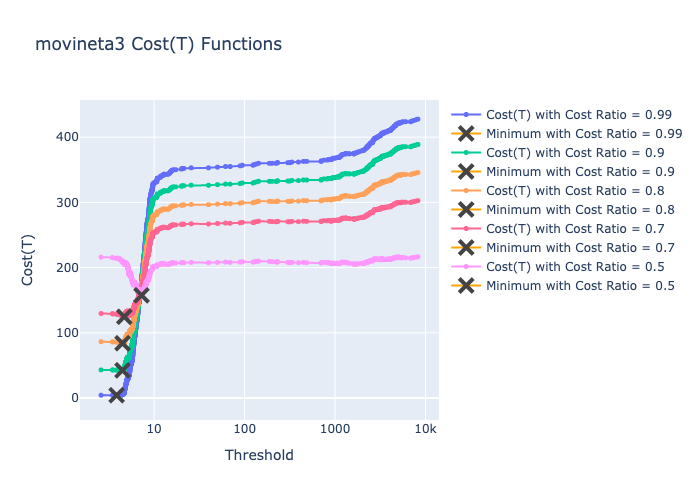 movineta3 Cost(T) Functions
Cost(T)
400
300
200
100
0
10
100
1000
10k
Threshold
Cost(T) with Cost Ratio = 0.99
Minimum with Cost Ratio = 0.99
Cost(T) with Cost Ratio = 0.9
Minimum with Cost Ratio = 0.9
Cost(T) with Cost Ratio = 0.8
Minimum with Cost Ratio = 0.8
Cost(T) with Cost Ratio = 0.7
Minimum with Cost Ratio = 0.7
Cost(T) with Cost Ratio = 0.5
Minimum with Cost Ratio = 0.5